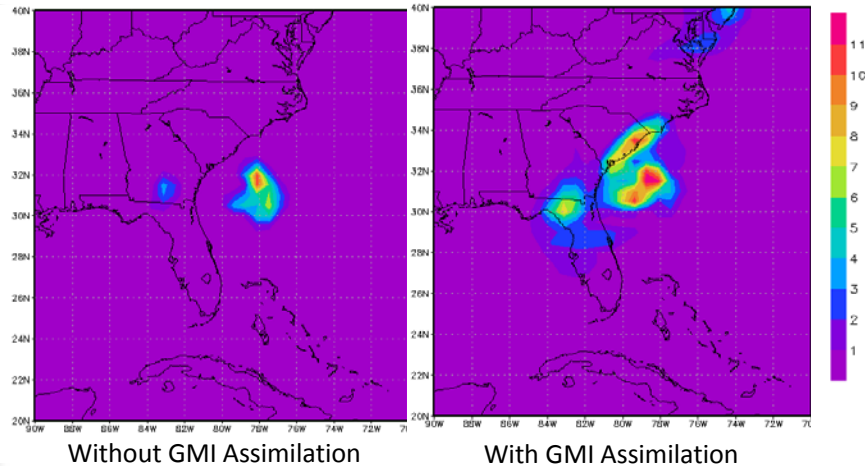 40N 40N
38N 38N
36N 36N
34N 34N
32N 32N
30N 30N
28N 28N
26N 26N
24N 24N
22N 22N
20N 20N
90W 88W 86W 84W 82W 80W 78W 76W 74W 72W 90W 88W 86W 84W 82W 80W 78W 76W 74W 72W
11
10
9
8
7
6
5
4
3
2
1
Without GMI Assimilation With GMI Assimilation